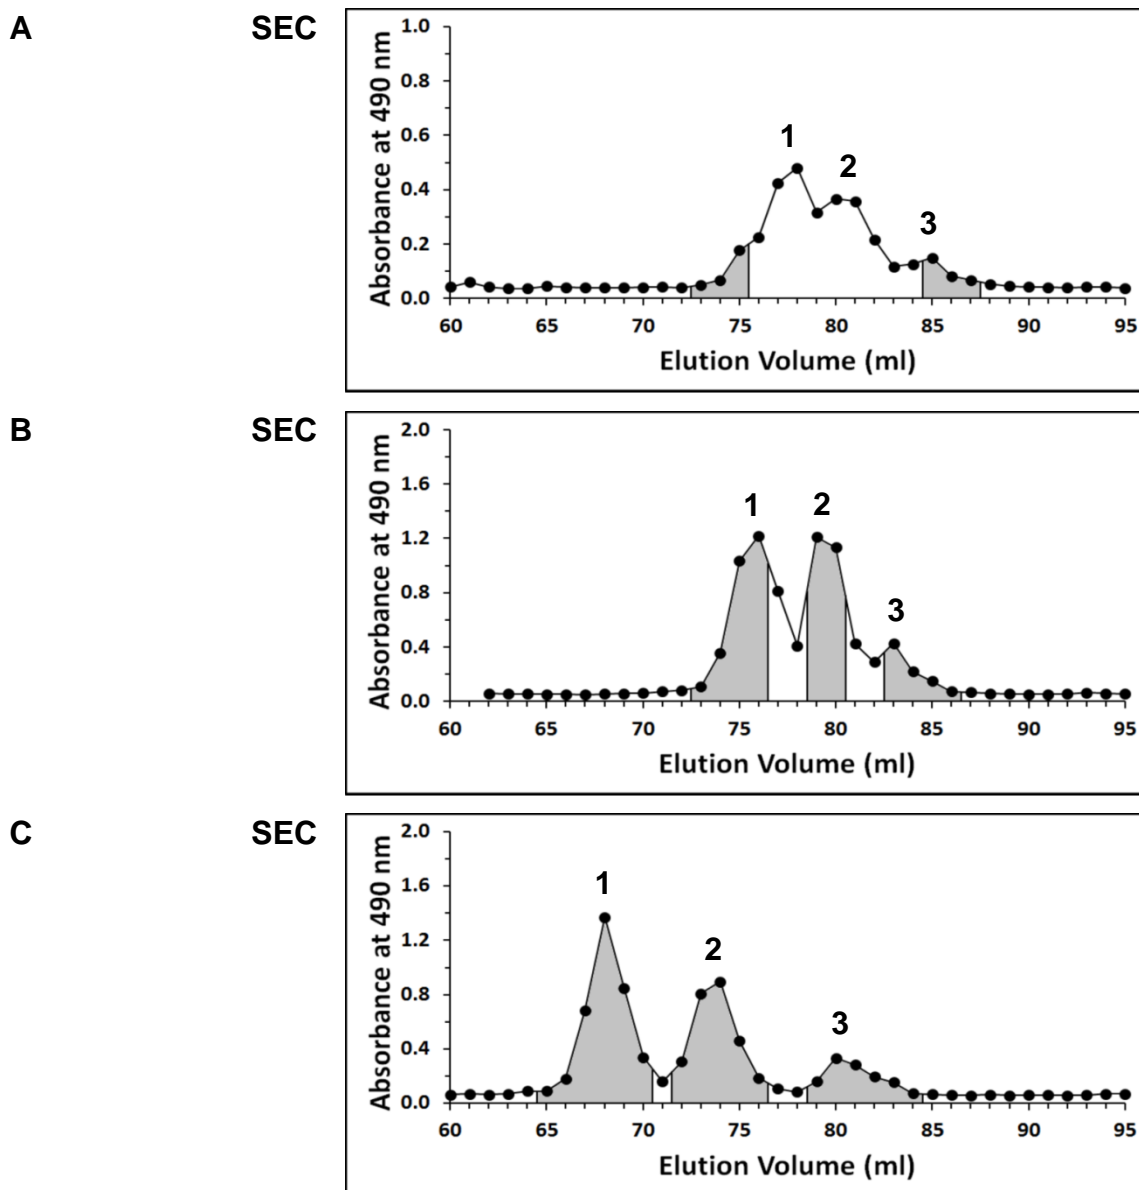 A SEC
Absorbance at 490 nm
1.0
0.8
0.6
0.4
0.2
0.0
1
2
3
60 65 70 75 80 85 90 95
Elution Volume (ml)
B SEC
Absorbance at 490 nm
2.0
1.6
1.2
0.8
0.4
0.0
1 2
3
60 65 70 75 80 85 90 95
Elution Volume (ml)
C SEC
Absorbance at 490 nm
2.0
1.6
1.2
0.8
0.4
0.0
1
2
3
60 65 70 75 80 85 90 95
Elution Volume (ml)